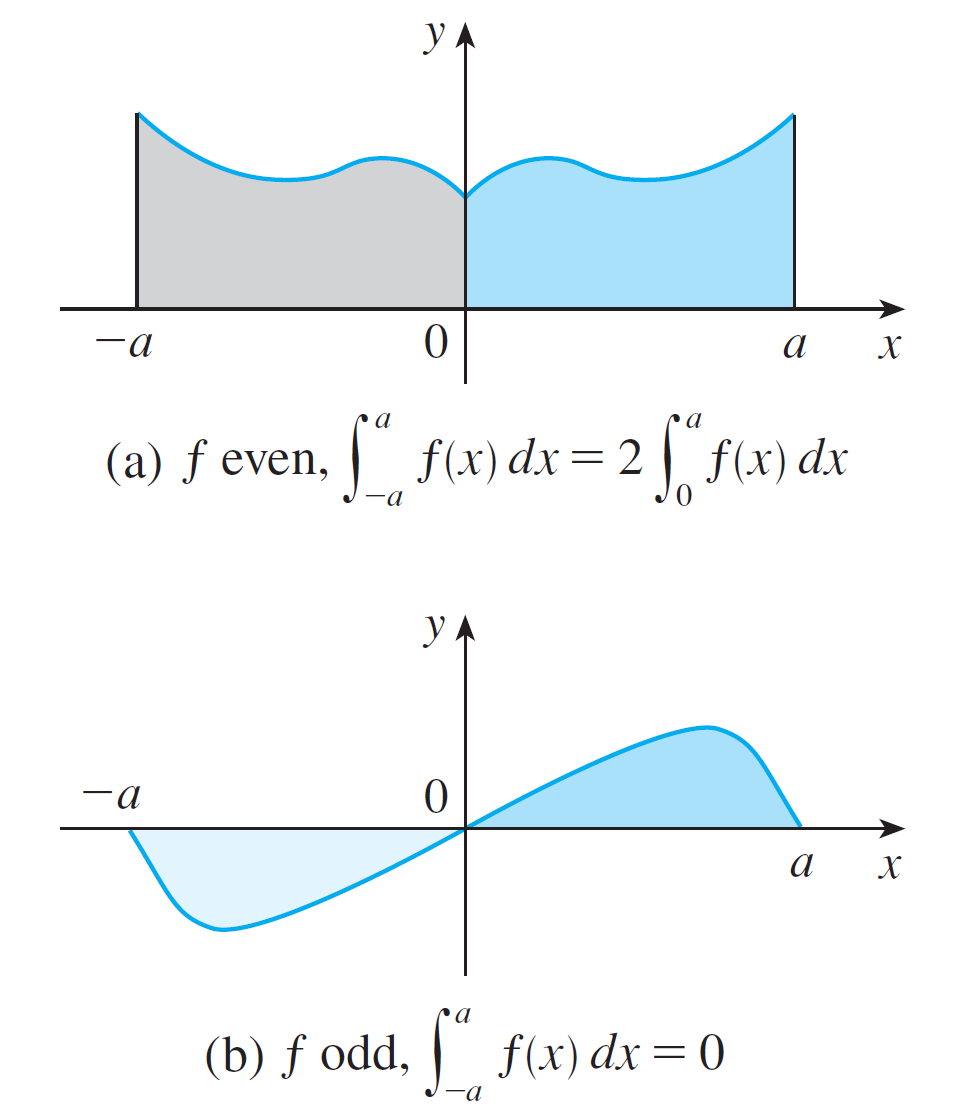 y
−a 0 a x
(a) f even, ∫_{−a}^{a} f(x) dx = 2 ∫_{0}^{a} f(x) dx
y
−a 0
a x
(b) f odd, ∫_{−a}^{a} f(x) dx = 0